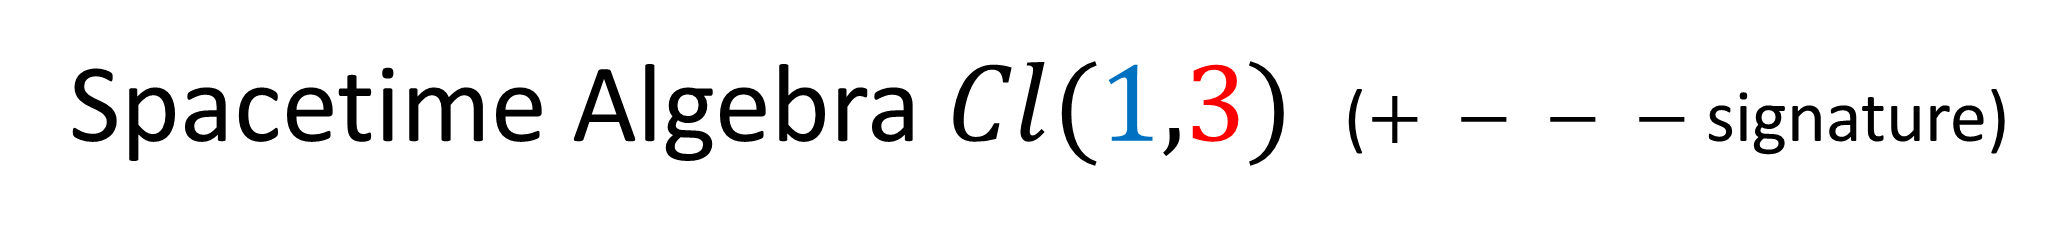 Spacetime Algebra 𝐶𝑙(1,3) (+ − − − signature)